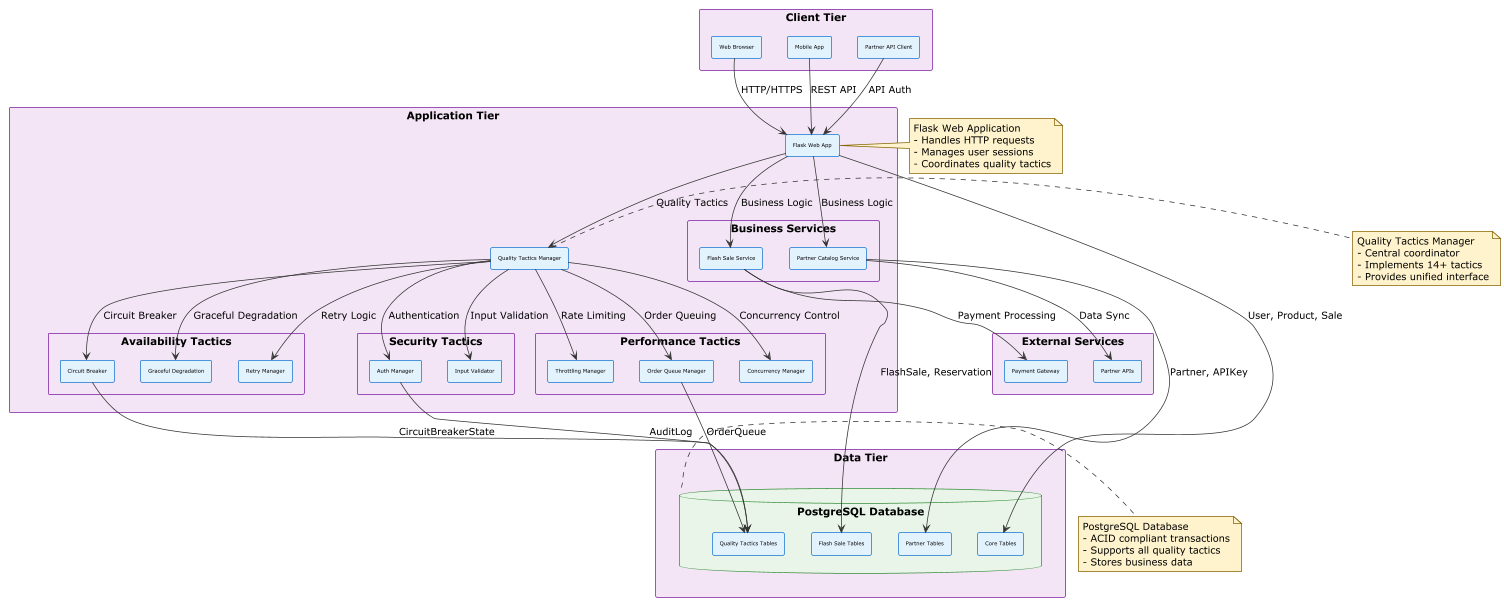 Client Tier
Web Browser
Mobile App
Partner API Client
HTTP/HTTPS
REST API
API Auth
Application Tier
Flask Web App
Flask Web Application
- Handles HTTP requests
- Manages user sessions
- Coordinates quality tactics
Quality Tactics
Business Logic
Business Logic
Business Services
Quality Tactics Manager
Flash Sale Service
Partner Catalog Service
Quality Tactics Manager
- Central coordinator
- Implements 14+ tactics
- Provides unified interface
Circuit Breaker
Graceful Degradation
Retry Logic
Authentication
Input Validation
Rate Limiting
Order Queuing
Concurrency Control
Payment Processing
Data Sync
User, Product, Sale
Availability Tactics
Circuit Breaker
Graceful Degradation
Retry Manager
Security Tactics
Auth Manager
Input Validator
Performance Tactics
Throttling Manager
Order Queue Manager
Concurrency Manager
External Services
Payment Gateway
Partner APIs
FlashSale, Reservation
Partner, APIKey
CircuitBreakerState
AuditLog
OrderQueue
Data Tier
PostgreSQL Database
Quality Tactics Tables
Flash Sale Tables
Partner Tables
Core Tables
PostgreSQL Database
- ACID compliant transactions
- Supports all quality tactics
- Stores business data